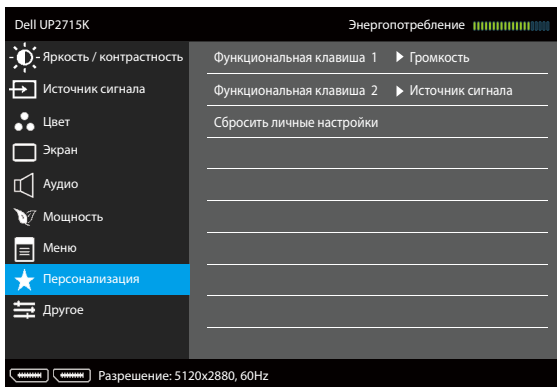 Dell UP2715K Энергопотребление
Яркость / контрастность
Источник сигнала
Цвет
Экран
Аудио
Мощность
Меню
Персонализация
Другое
Функциональная клавиша 1 Громкость
Функциональная клавиша 2 Источник сигнала
Сбросить личные настройки
Разрешение: 5120x2880, 60Hz